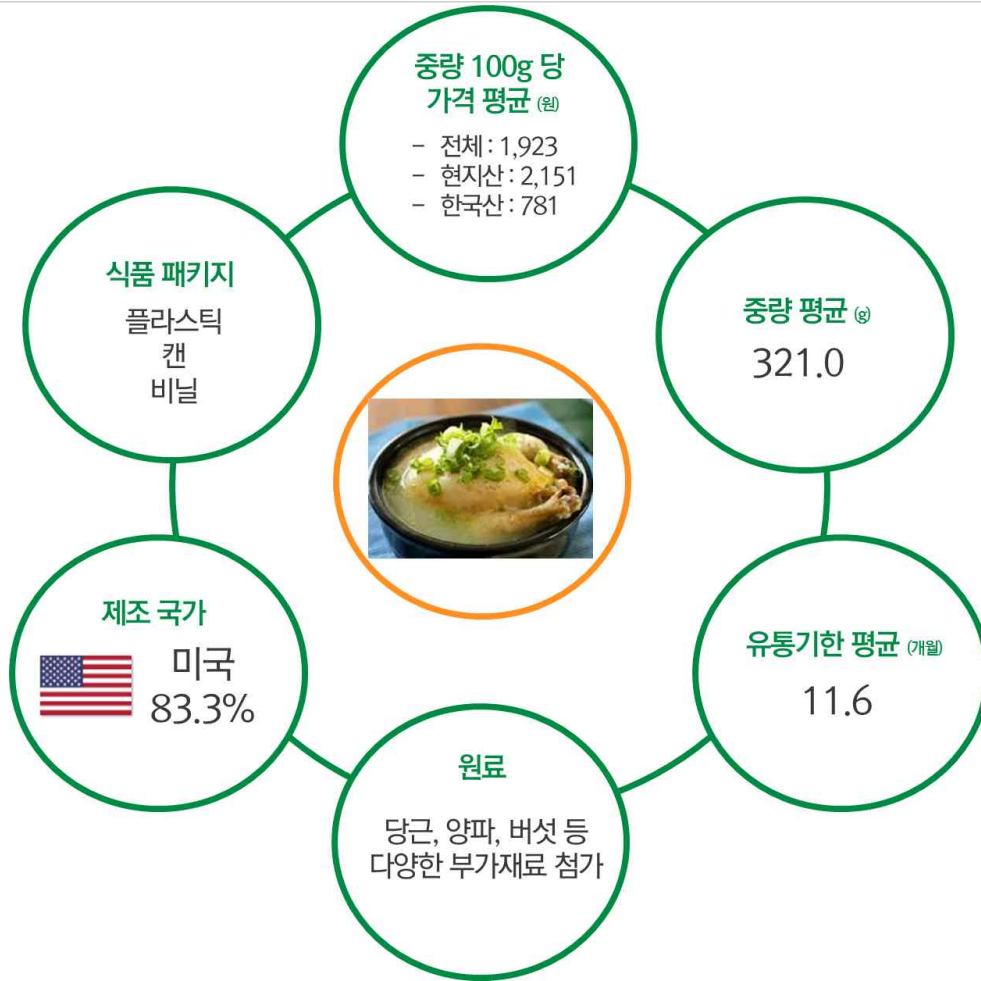 중량 100g 당
가격 평균 (원)
- 전체 : 1,923
- 현지산 : 2,151
- 한국산 : 781
중량 평균 (g)
321.0
유통기한 평균 (개월)
11.6
원료
당근, 양파, 버섯 등
다양한 부가재료 첨가
제조 국가
미국
83.3%
식품 패키지
플라스틱
캔
비닐